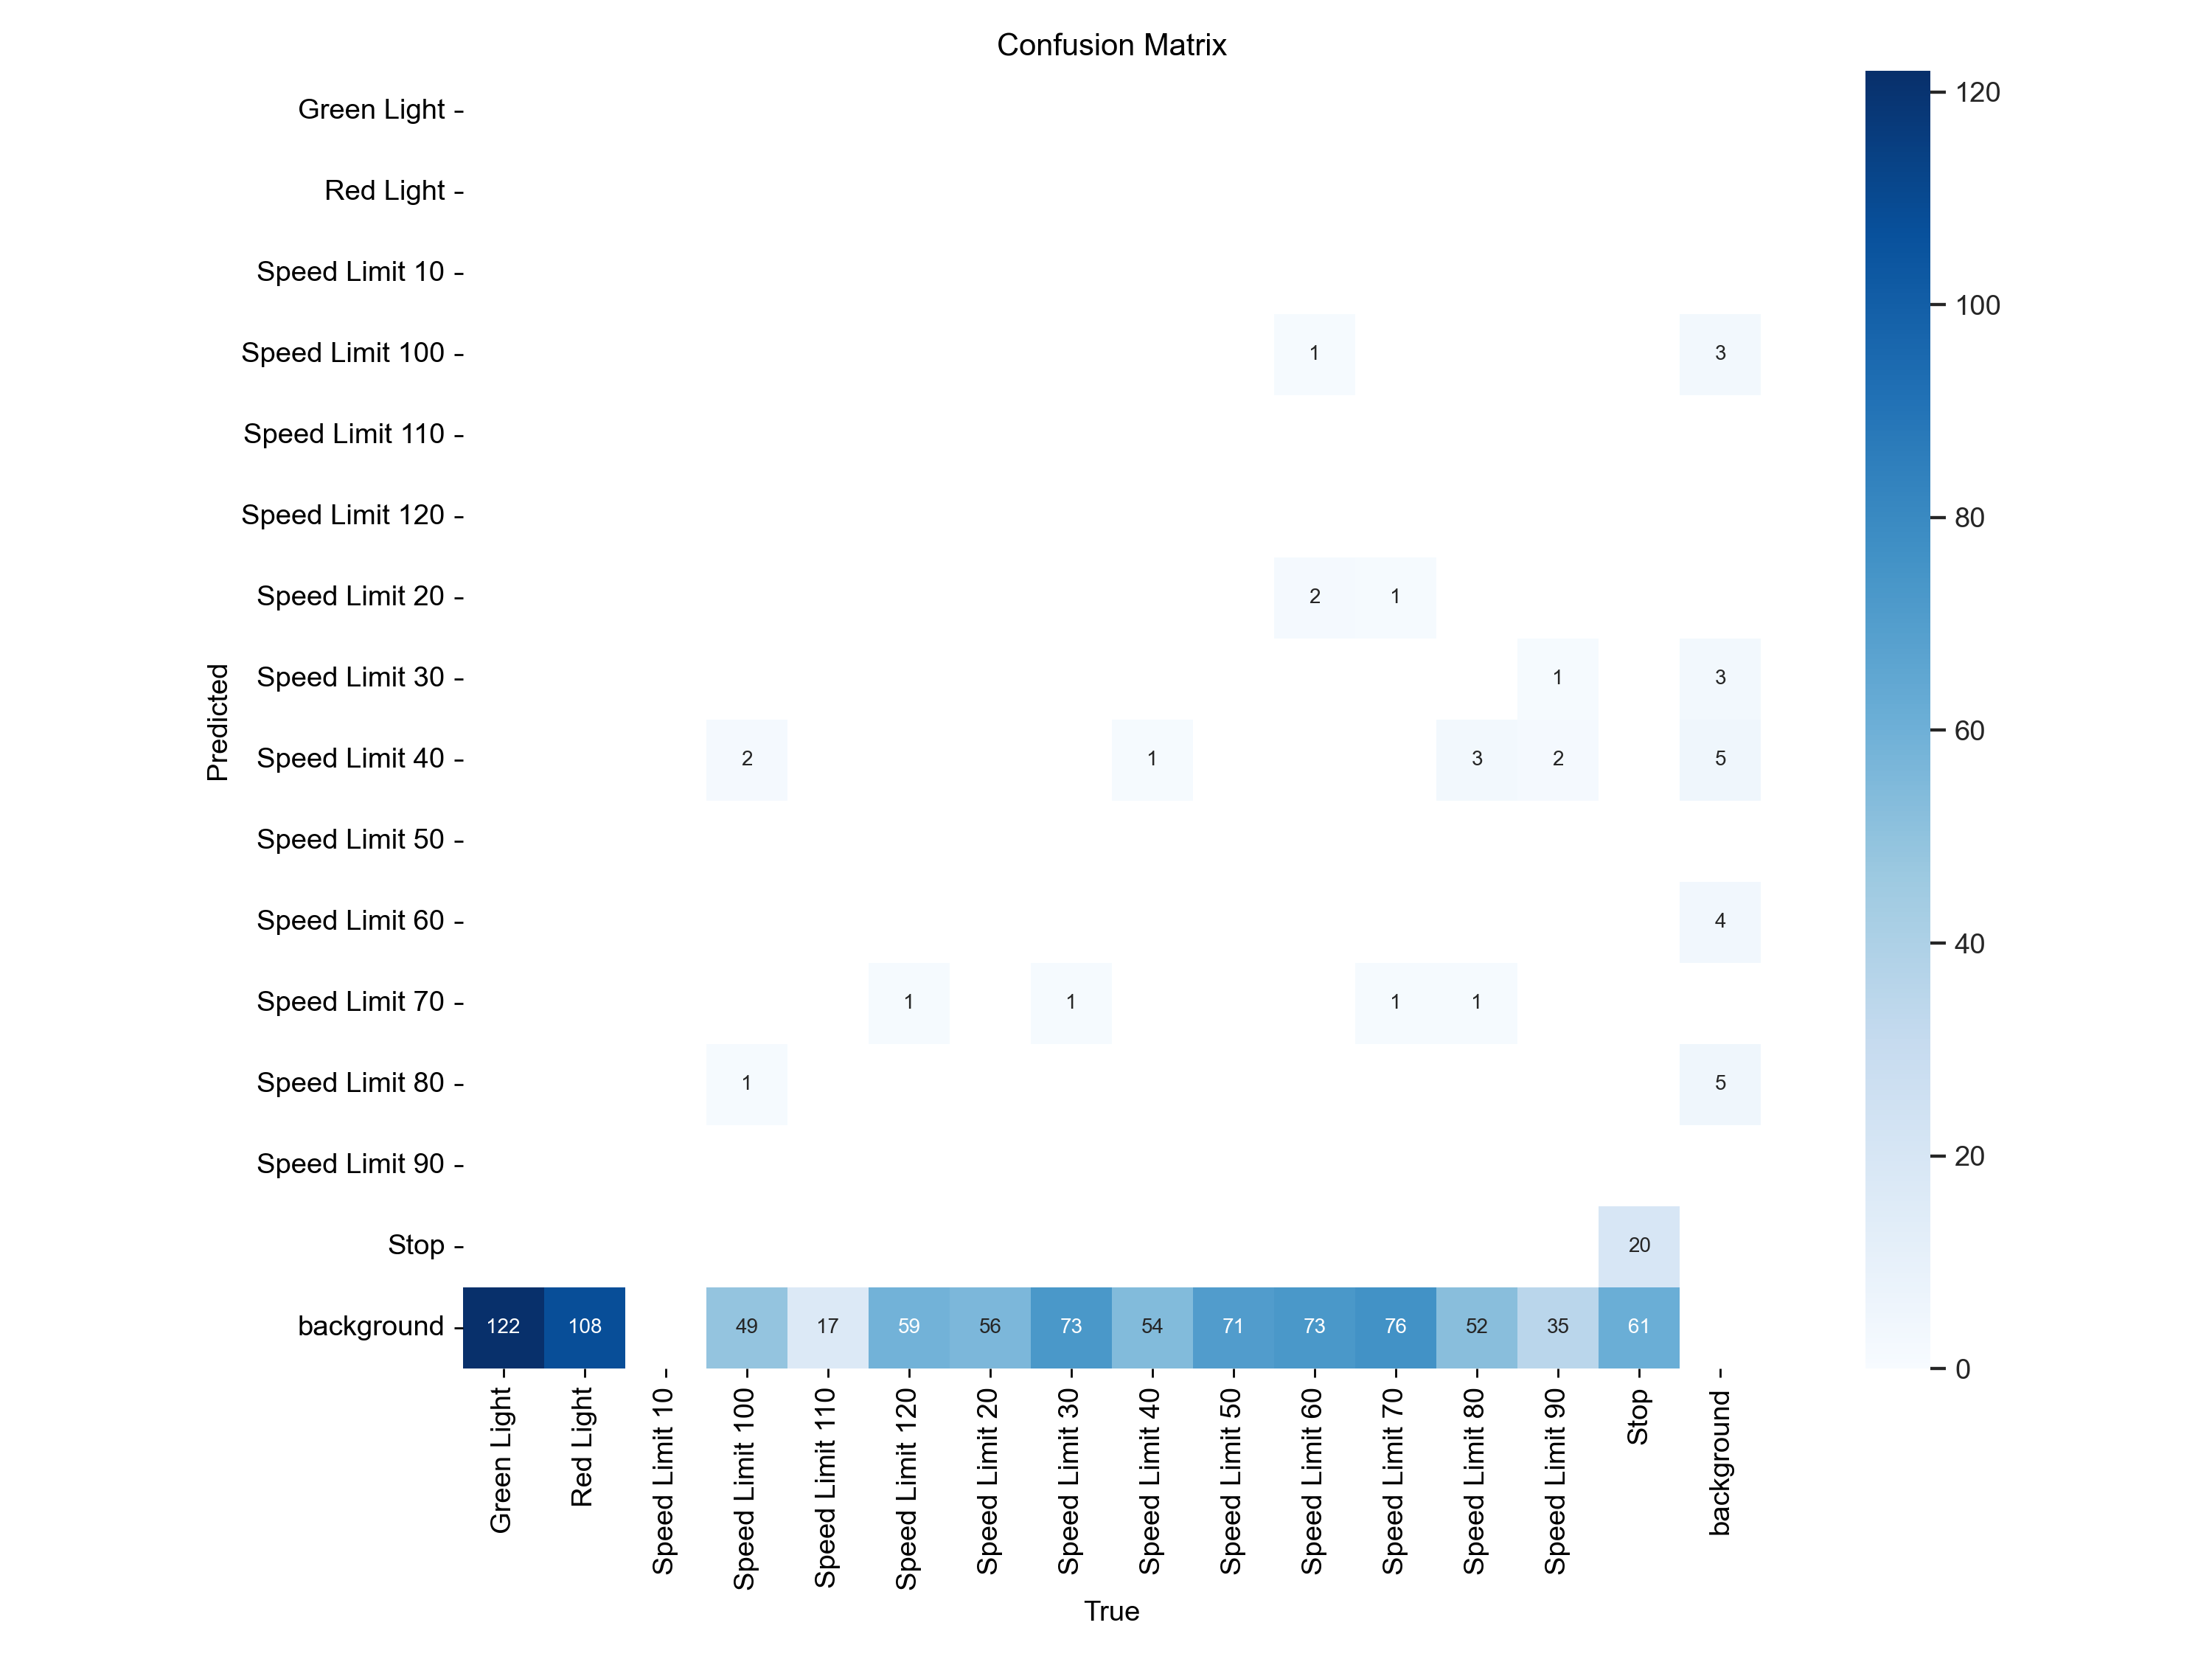 Confusion Matrix
Predicted
Green Light
Red Light
Speed Limit 10
Speed Limit 100 1 3
Speed Limit 110
Speed Limit 120
Speed Limit 20 2 1
Speed Limit 30 1 3
Speed Limit 40 2 1 3 2 5
Speed Limit 50
Speed Limit 60 4
Speed Limit 70 1 1 1 1
Speed Limit 80 1 5
Speed Limit 90
Stop 20
background 122 108 49 17 59 56 73 54 71 73 76 52 35 61
Green Light
Red Light
Speed Limit 10
Speed Limit 100
Speed Limit 110
Speed Limit 120
Speed Limit 20
Speed Limit 30
Speed Limit 40
Speed Limit 50
Speed Limit 60
Speed Limit 70
Speed Limit 80
Speed Limit 90
Stop
background
True
120
100
80
60
40
20
0